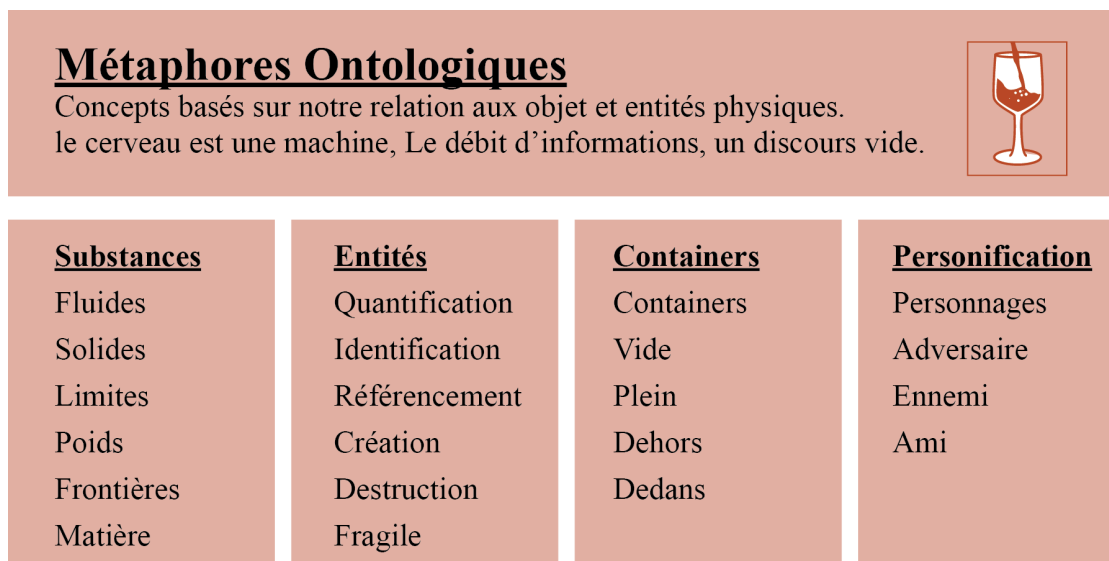 Métaphores Ontologiques
Concepts basés sur notre relation aux objet et entités physiques.
le cerveau est une machine, Le débit d’informations, un discours vide.
Substances
Fluides
Solides
Limites
Poids
Frontières
Matière
Entités
Quantification
Identification
Référencement
Création
Destruction
Fragile
Containers
Containers
Vide
Plein
Dehors
Dedans
Personification
Personnages
Adversaire
Ennemi
Ami